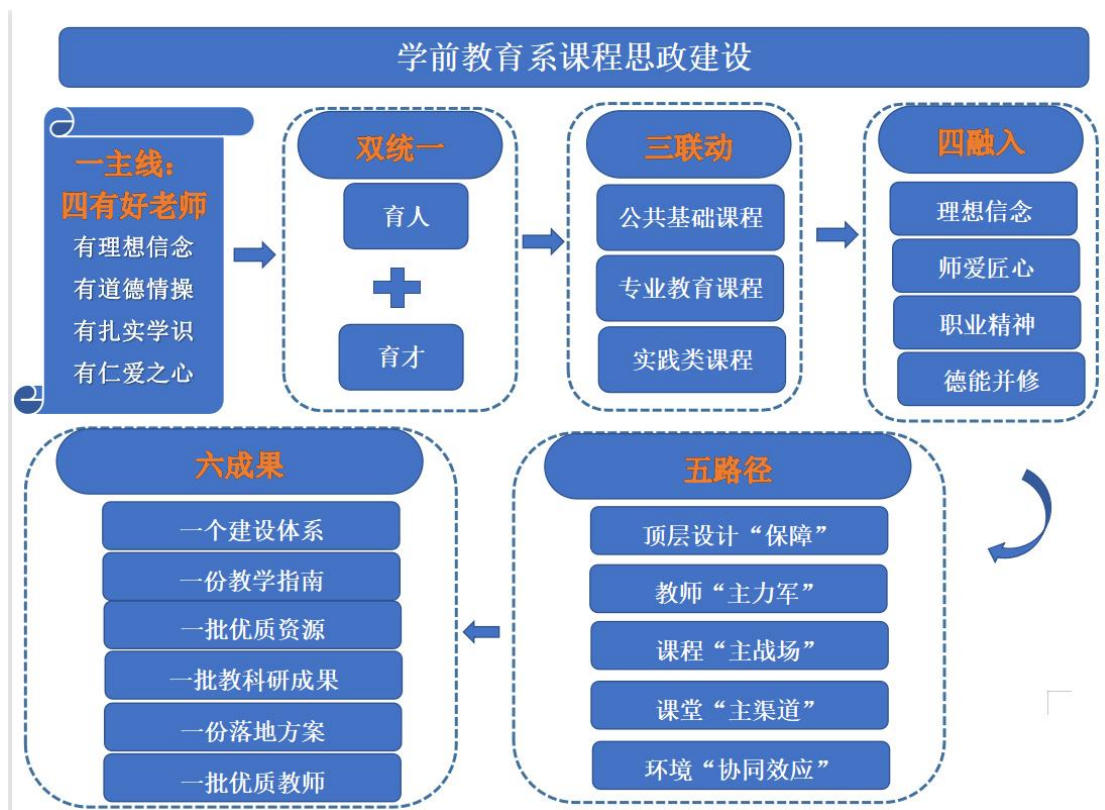 学前教育系课程思政建设
一主线：
四有好老师
有理想信念
有道德情操
有扎实学识
有仁爱之心
双统一
育人
育才
三联动
公共基础课程
专业教育课程
实践类课程
四融入
理想信念
师爱匠心
职业精神
德能并修
五路径
顶层设计“保障”
教师“主力军”
课程“主战场”
课堂“主渠道”
环境“协同效应”
六成果
一个建设体系
一份教学指南
一批优质资源
一批教科研成果
一份落地方案
一批优质教师